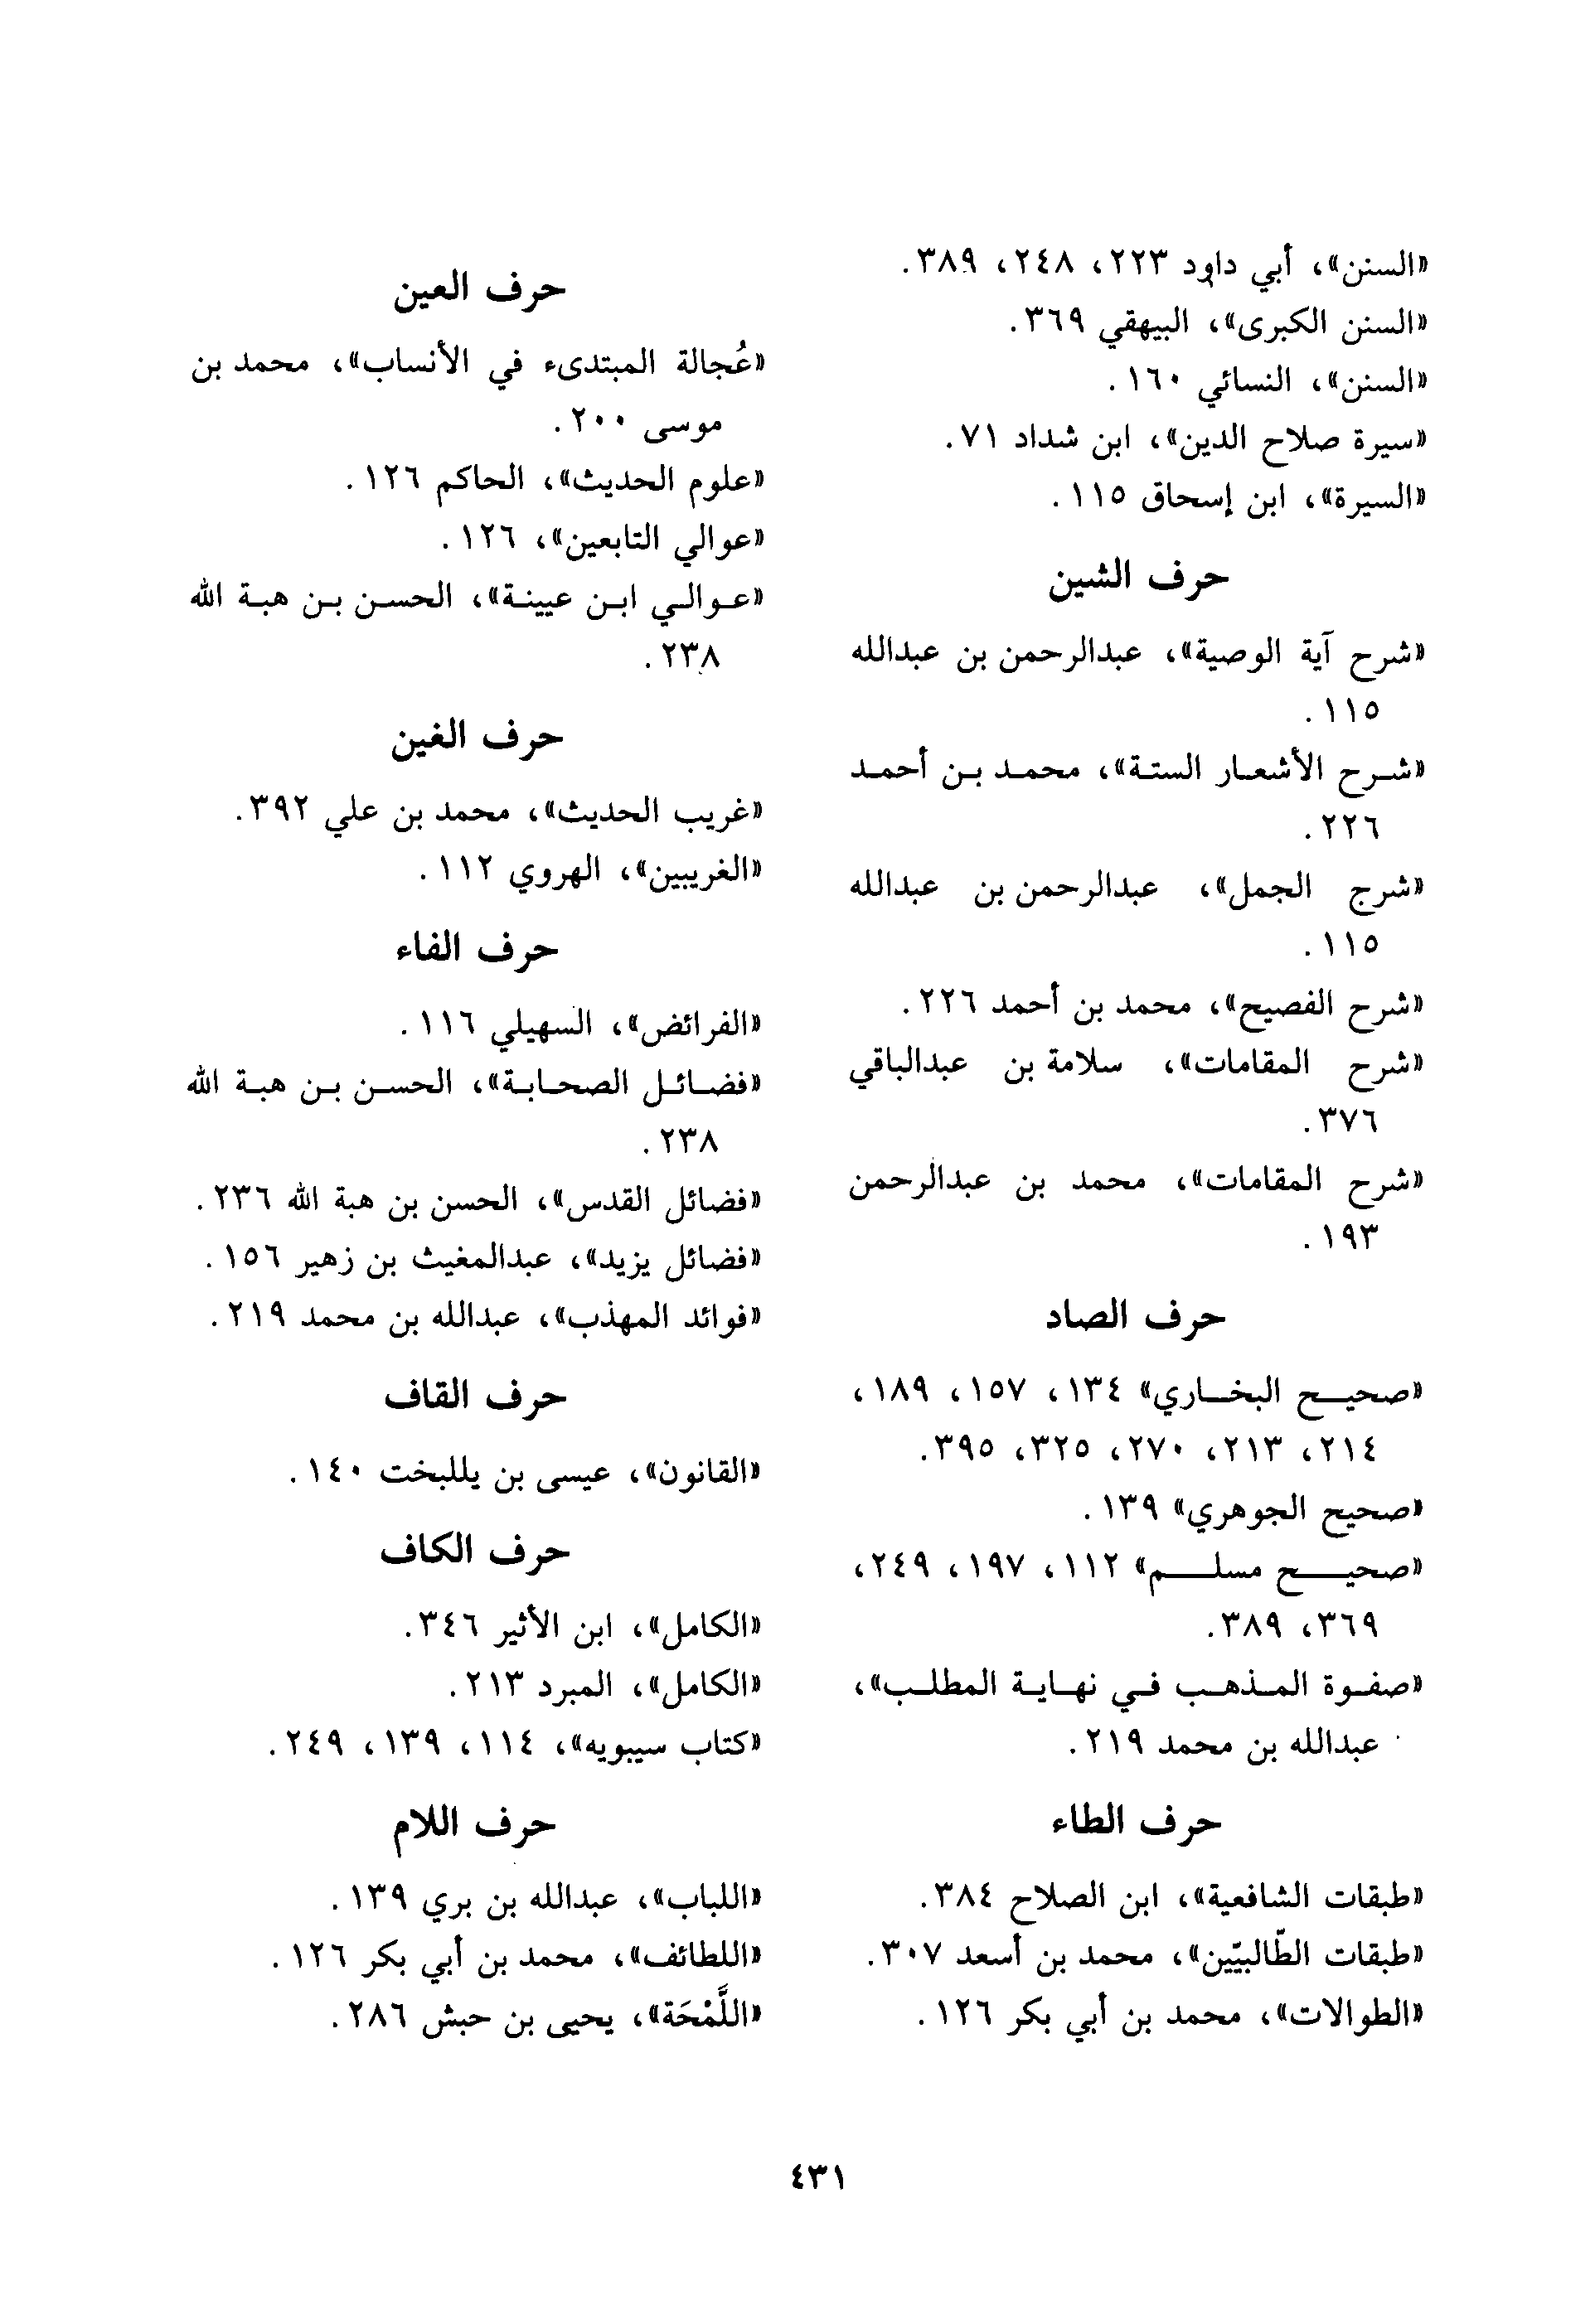 «السنن»، أبي داود ٢٢٣، ٢٤٨، ٣٨٩.
«السنن الكبرى»، البيهقي ٣٦٩.
«السنن»، النسائي ١٦٠.
«سيرة صلاح الدين»، ابن شداد ٧١.
«السيرة»، ابن إسحاق ١١٥.
حرف الشين
«شرح آية الوصية»، عبدالرحمن بن عبدالله
١١٥.
«شرح الأشعار الستة»، محمد بن أحمد
٢٢٦.
«شرج الجمل»، عبدالرحمن بن عبدالله
١١٥.
«شرح الفصيح»، محمد بن أحمد ٢٢٦.
«شرح المقامات»، سلامة بن عبدالباقي
٣٧٦.
«شرح المقامات»، محمد بن عبدالرحمن
١٩٣.
حرف الصاد
«صحيح البخاري» ١٣٤، ١٥٧، ١٨٩،
٢١٤، ٢١٣، ٢٧٠، ٣٢٥، ٣٩٥.
«صحيح الجوهري» ١٣٩.
«صحيح مسلم» ١١٢، ١٩٧، ٢٤٩،
٣٦٩، ٣٨٩.
«صفوة المذهب في نهاية المطلب»،
عبدالله بن محمد ٢١٩.
حرف الطاء
«طبقات الشافعية»، ابن الصلاح ٣٨٤.
«طبقات الطّالبيّين»، محمد بن أسعد ٣٠٧.
«الطوالات»، محمد بن أبي بكر ١٢٦.
حرف العين
«عُجالة المبتدىء في الأنساب»، محمد بن
موسى ٢٠٠.
«علوم الحديث»، الحاكم ١٢٦.
«عوالي التابعين»، ١٢٦.
«عوالي ابن عيينة»، الحسن بن هبة الله
٢٣٨.
حرف الغين
«غريب الحديث»، محمد بن علي ٣٩٢.
«الغريبين»، الهروي ١١٢.
حرف الفاء
«الفرائض»، السهيلي ١١٦.
«فضائل الصحابة»، الحسن بن هبة الله
٢٣٨.
«فضائل القدس»، الحسن بن هبة الله ٢٣٦.
«فضائل يزيد»، عبدالمغيث بن زهير ١٥٦.
«فوائد المهذب»، عبدالله بن محمد ٢١٩.
حرف القاف
«القانون»، عيسى بن يللبخت ١٤٠.
حرف الكاف
«الكامل»، ابن الأثير ٣٤٦.
«الكامل»، المبرد ٢١٣.
«كتاب سيبويه»، ١١٤، ١٣٩، ٢٤٩.
حرف اللام
«اللباب»، عبدالله بن بري ١٣٩.
«اللطائف»، محمد بن أبي بكر ١٢٦.
«اللَّمْحَة»، يحيى بن حبش ٢٨٦.
٤٣١